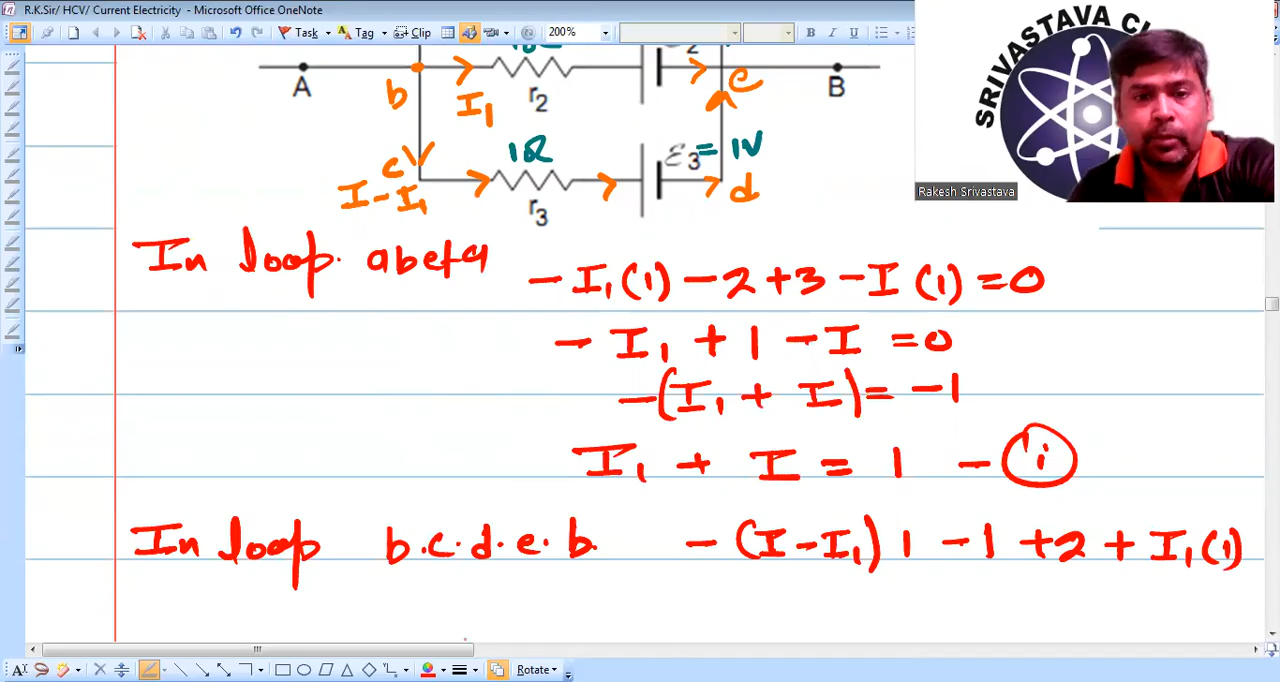 R.K.Sir/ HCV/ Current Electricity - Microsoft Office OneNote
Task
Tag
Clip
200%
B I U
SRIVASTAVA CL
A
b
I₁
r₂
e
B
c
I - I₁
1Ω
r₃
ε₃ = 1V
d
Rakesh Srivastava
In loop. abefa
- I₁(1) - 2 + 3 - I (1) = 0
- I₁ + 1 - I = 0
-(I₁ + I) = -1
I₁ + I = 1 - (i)
In loop b.c.d.e.b. - (I - I₁) 1 - 1 + 2 + I₁(1)
Rotate